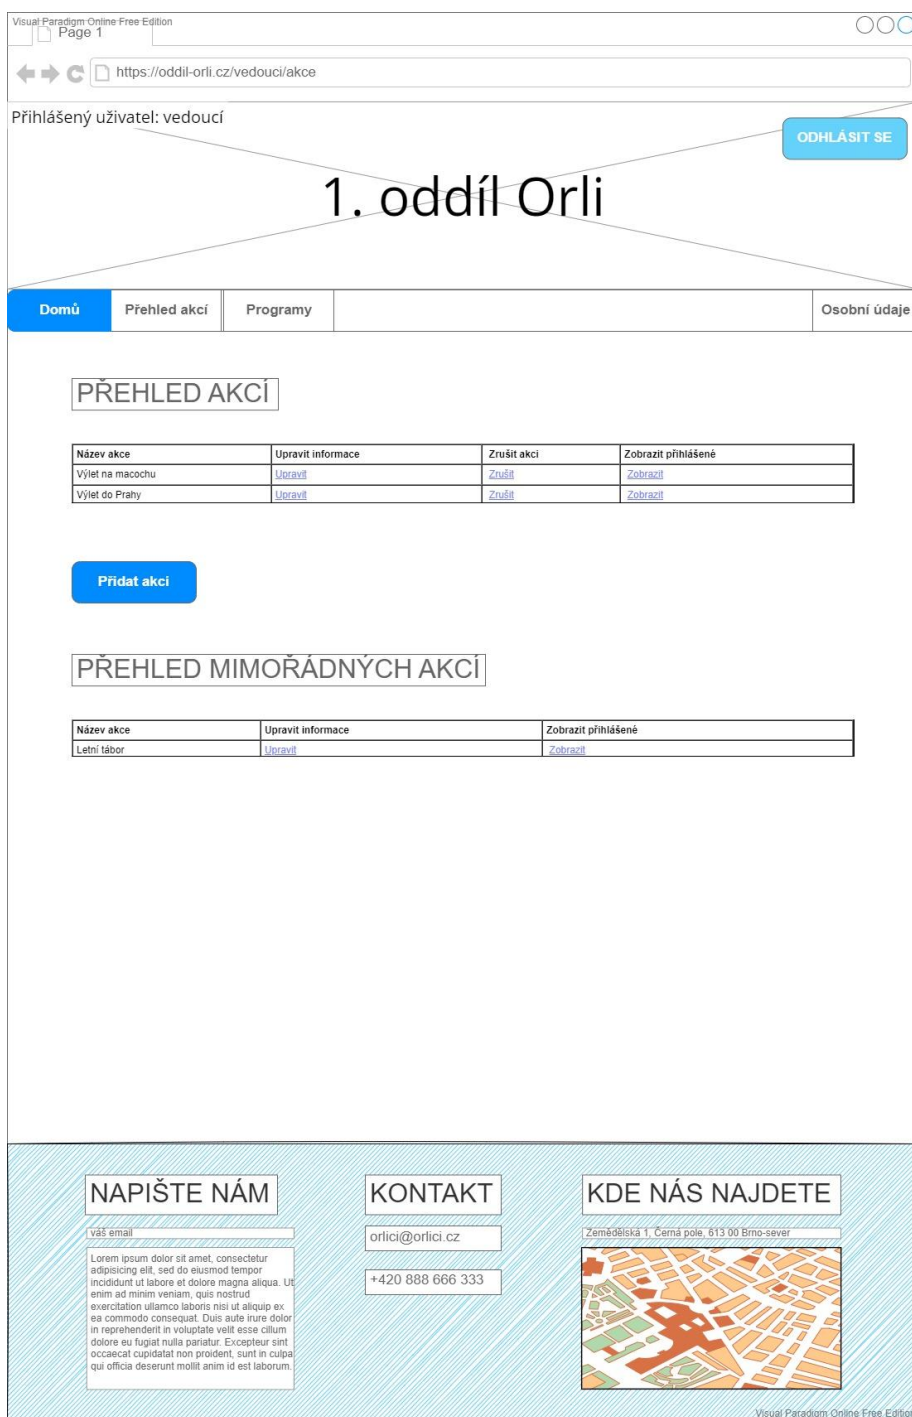 Visual Paradigm Online Free Edition
Page 1
https://oddil-orli.cz/vedouci/akce
Přihlášený uživatel: vedoucí
ODHLÁSIT SE
1. oddíl Orli
Domů Přehled akcí Programy Osobní údaje
PŘEHLED AKCÍ
Název akce Upravit informace Zrušit akci Zobrazit přihlášené
Výlet na macochu Upravit Zrušit Zobrazit
Výlet do Prahy Upravit Zrušit Zobrazit
Přidat akci
PŘEHLED MIMOŘÁDNÝCH AKCÍ
Název akce Upravit informace Zobrazit přihlášené
Letní tábor Upravit Zobrazit
NAPIŠTE NÁM
váš email
Lorem ipsum dolor sit amet, consectetur
adipisicing elit, sed do eiusmod tempor
incididunt ut labore et dolore magna aliqua. Ut
enim ad minim veniam, quis nostrud
exercitation ullamco laboris nisi ut aliquip ex
ea commodo consequat. Duis aute irure dolor
in reprehenderit in voluptate velit esse cillum
dolore eu fugiat nulla pariatur. Excepteur sint
occaecat cupidatat non proident, sunt in culpa
qui officia deserunt mollit anim id est laborum.
KONTAKT
orlici@orlici.cz
+420 888 666 333
KDE NÁS NAJDETE
Zemědělská 1, Černá pole, 613 00 Brno-sever
Visual Paradigm Online Free Edition